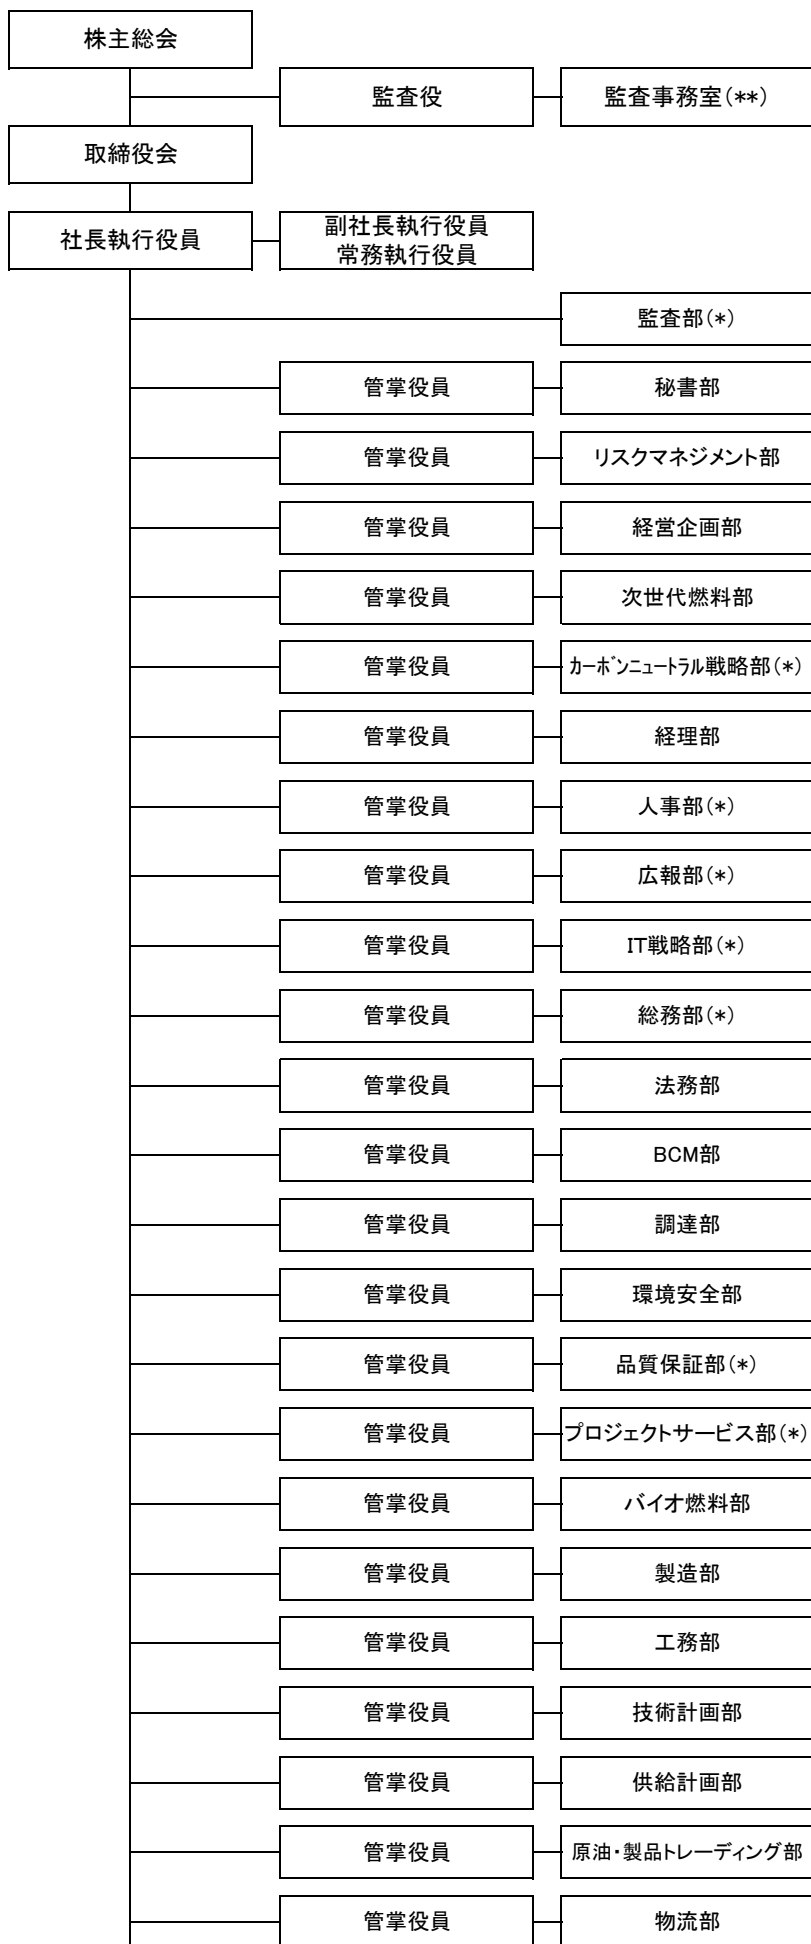 株主総会
監査役
監査事務室(**)
取締役会
社長執行役員
副社長執行役員
常務執行役員
監査部(*)
管掌役員
秘書部
管掌役員
リスクマネジメント部
管掌役員
経営企画部
管掌役員
次世代燃料部
管掌役員
カーボンニュートラル戦略部(*)
管掌役員
経理部
管掌役員
人事部(*)
管掌役員
広報部(*)
管掌役員
IT戦略部(*)
管掌役員
総務部(*)
管掌役員
法務部
管掌役員
BCM部
管掌役員
調達部
管掌役員
環境安全部
管掌役員
品質保証部(*)
管掌役員
プロジェクトサービス部(*)
管掌役員
バイオ燃料部
管掌役員
製造部
管掌役員
工務部
管掌役員
技術計画部
管掌役員
供給計画部
管掌役員
原油・製品トレーディング部
管掌役員
物流部